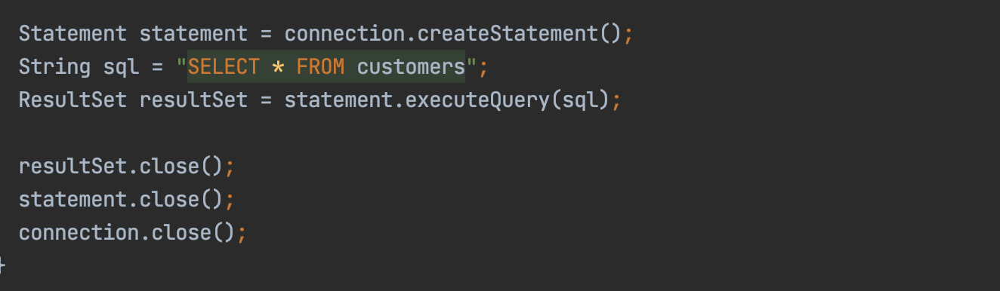 Statement statement = connection.createStatement();
String sql = "SELECT * FROM customers";
ResultSet resultSet = statement.executeQuery(sql);
resultSet.close();
statement.close();
connection.close();
}